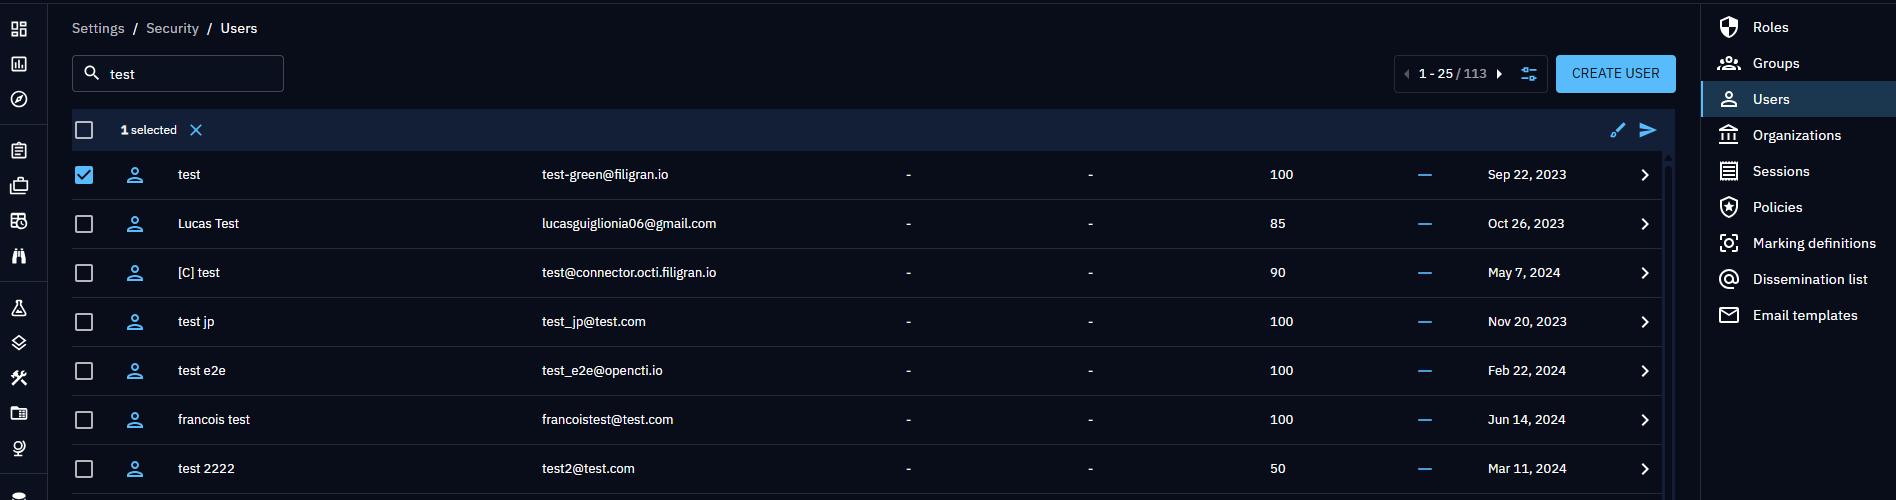 Settings / Security / Users
test
1 - 25 / 113
CREATE USER
1 selected
test test-green@filigran.io - - 100 Sep 22, 2023
Lucas Test lucasguiglionia06@gmail.com - - 85 Oct 26, 2023
[C] test test@connector.octi.filigran.io - - 90 May 7, 2024
test jp test_jp@test.com - - 100 Nov 20, 2023
test e2e test_e2e@opencti.io - - 100 Feb 22, 2024
francois test francoistest@test.com - - 100 Jun 14, 2024
test 2222 test2@test.com - - 50 Mar 11, 2024
Roles
Groups
Users
Organizations
Sessions
Policies
Marking definitions
Dissemination list
Email templates